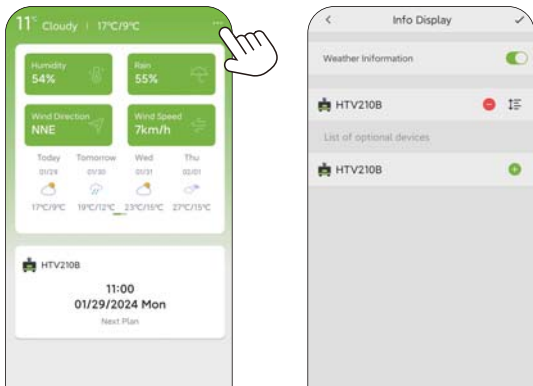 11°C Cloudy | 17°C/9°C ...
Humidity
54%
Rain
55%
Wind Direction
NNE
Wind Speed
7km/h
Today Tomorrow Wed Thu
01/29 01/30 01/31 02/01
17°C/9°C 19°C/12°C 23°C/15°C 27°C/15°C
HTV210B
11:00
01/29/2024 Mon
Next Plan
Info Display
Weather Information
HTV210B
List of optional devices
HTV210B